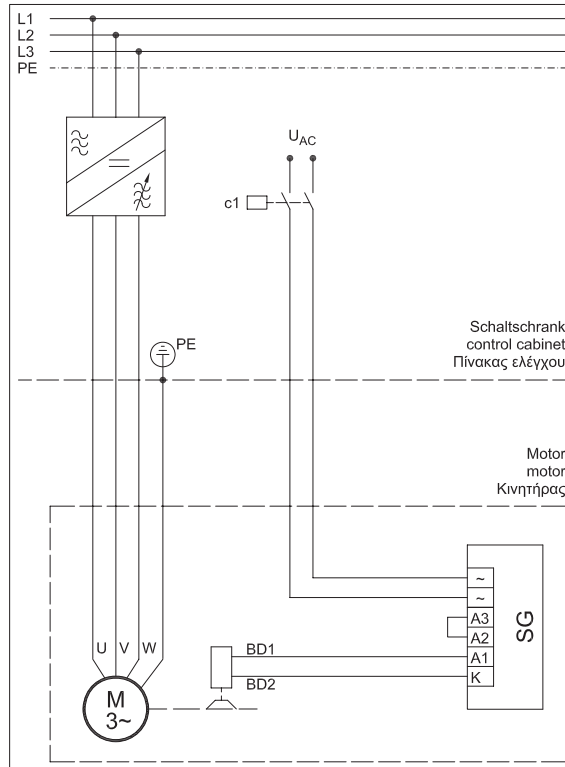 L1
L2
L3
PE
U_AC
c1
PE
Schaltschrank
control cabinet
Πίνακας ελέγχου
Motor
motor
Κινητήρας
~
~
A3
A2
A1
K
SG
U V W
BD1
BD2
M
3~